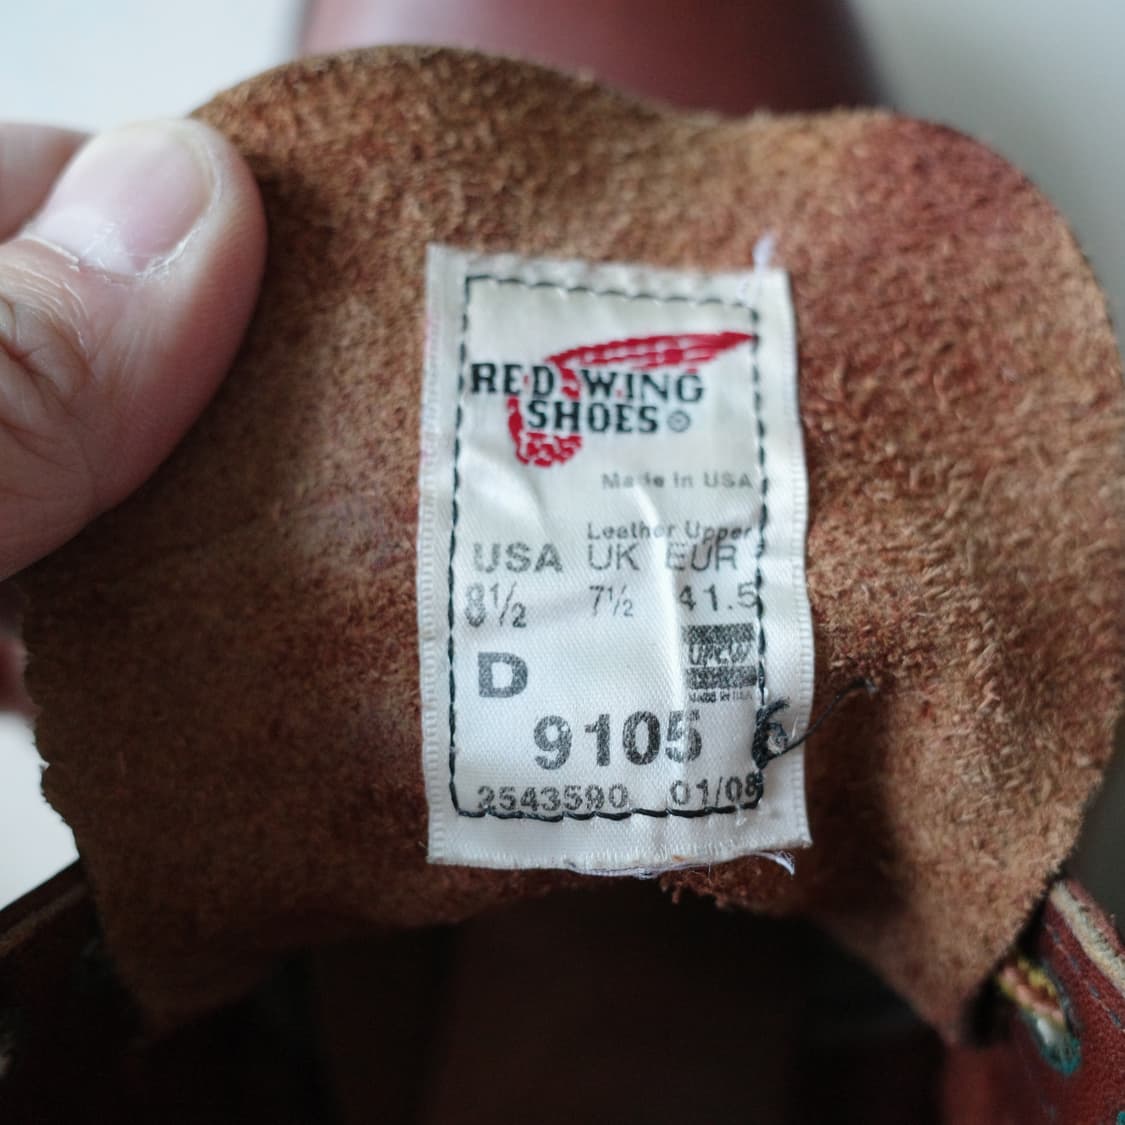 RED WING
SHOES®
Made in USA
Leather Upper
USA UK EUR
8½ 7½ 41.5
D
9105
2543590 01/08